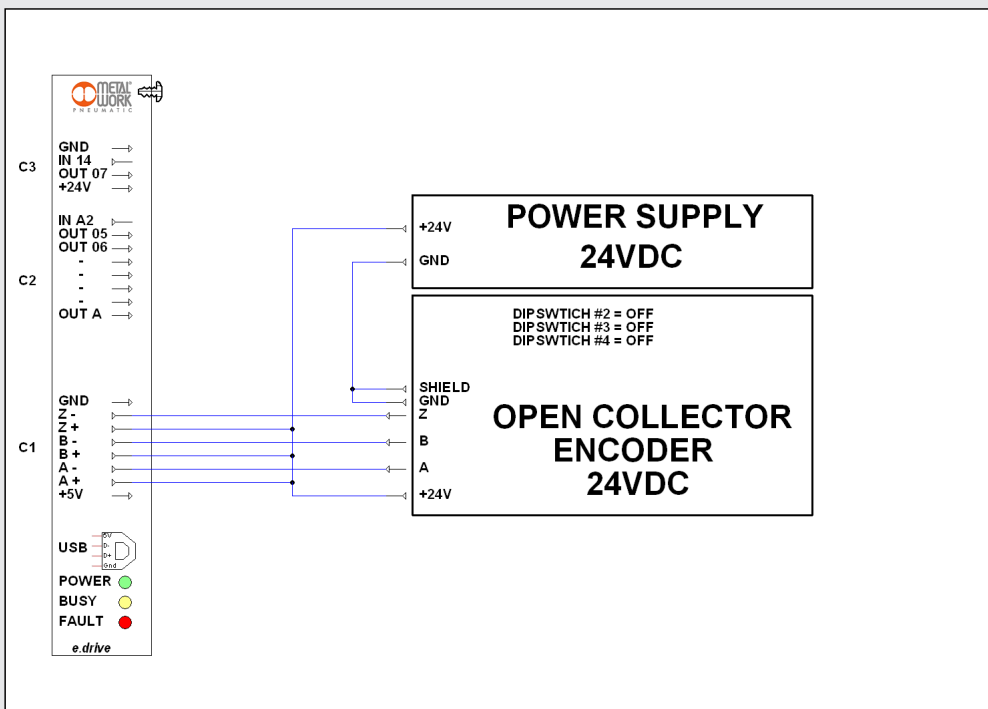 METAL
WORK
PNEUMATIC
C3
GND
IN 14
OUT 07
+24V
C2
IN A2
OUT 05
OUT 06
-
-
-
-
OUT A
C1
GND
Z -
Z +
B -
B +
A -
A +
+5V
USB
5V
D-
D+
Gnd
POWER
BUSY
FAULT
e.drive
+24V
GND
POWER SUPPLY
24VDC
DIPSWTICH #2 = OFF
DIPSWTICH #3 = OFF
DIPSWTICH #4 = OFF
SHIELD
GND
Z
B
A
+24V
OPEN COLLECTOR
ENCODER
24VDC